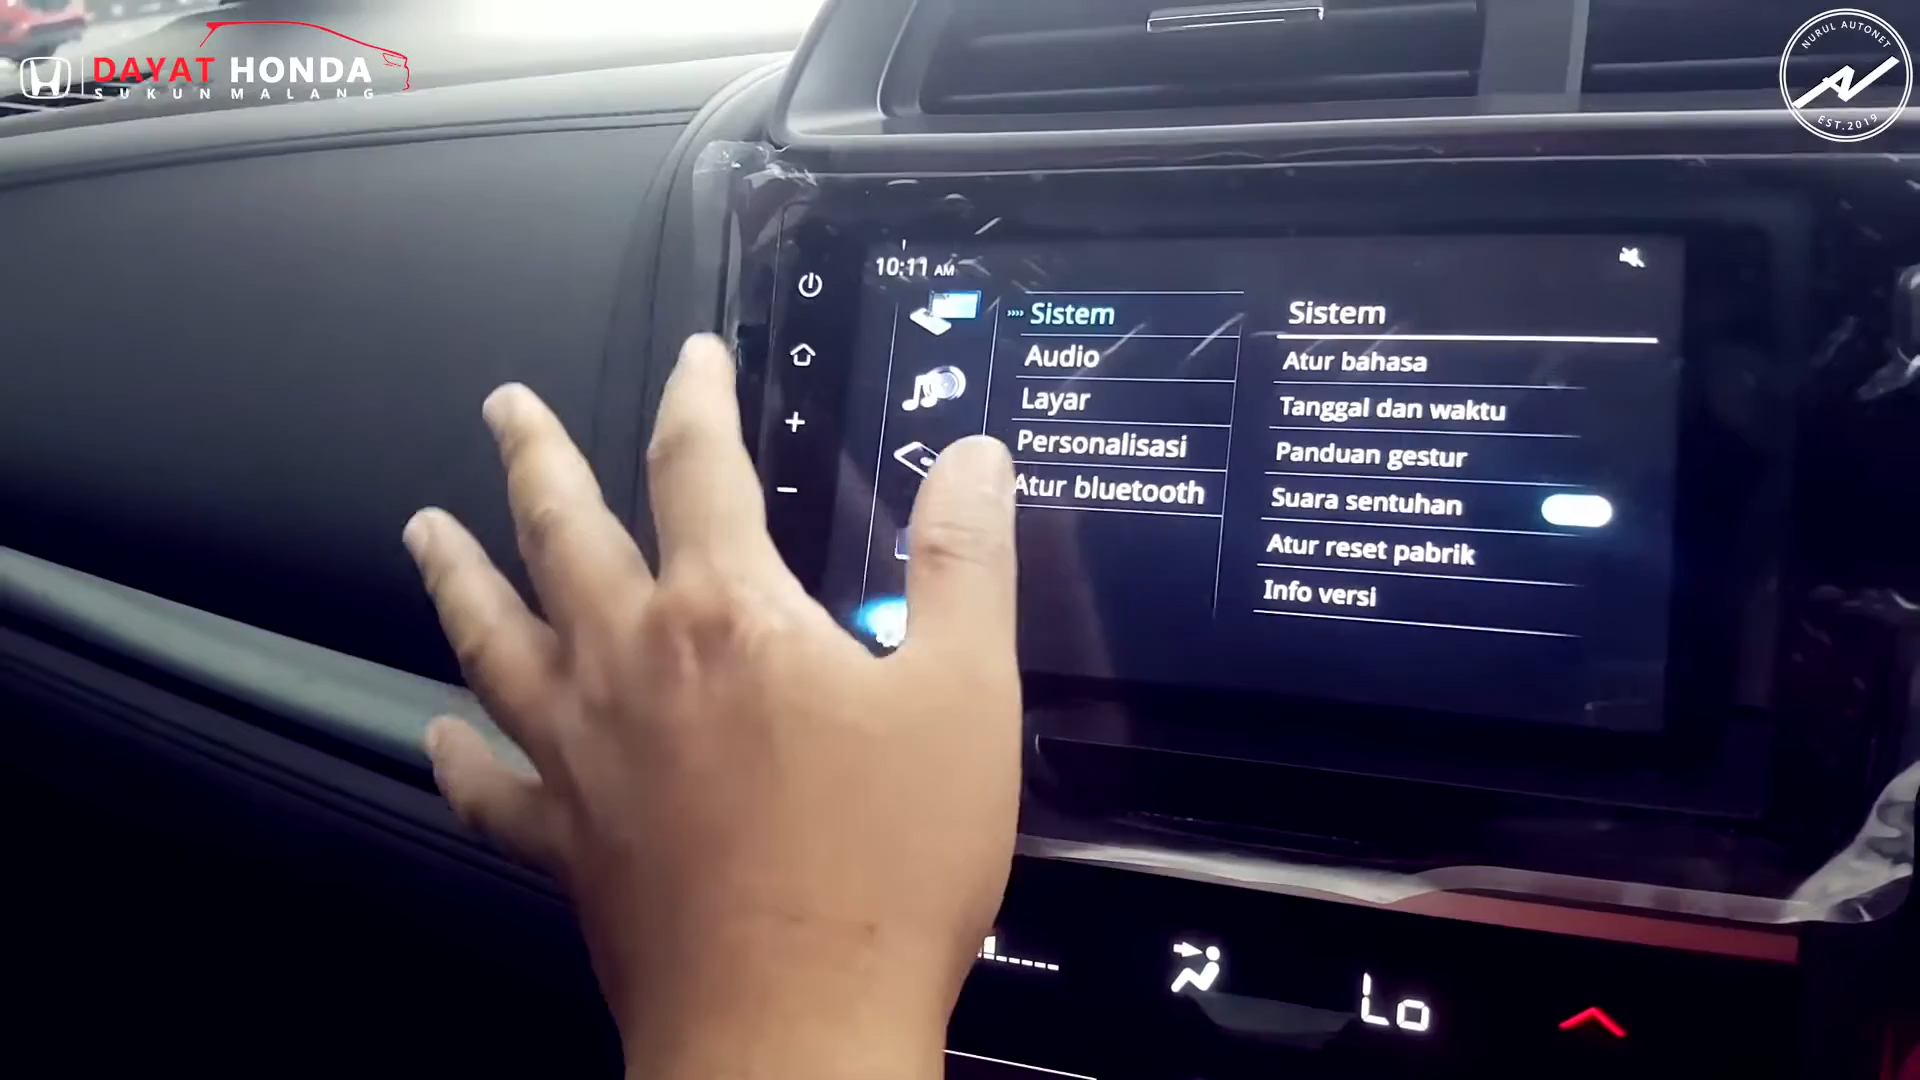 DAYAT HONDA
SUKUN MALANG
NURUL AUTONET
EST.2019
10:11 AM
Sistem
Audio
Layar
Personalisasi
Atur bluetooth
Sistem
Atur bahasa
Tanggal dan waktu
Panduan gestur
Suara sentuhan
Atur reset pabrik
Info versi
Lo